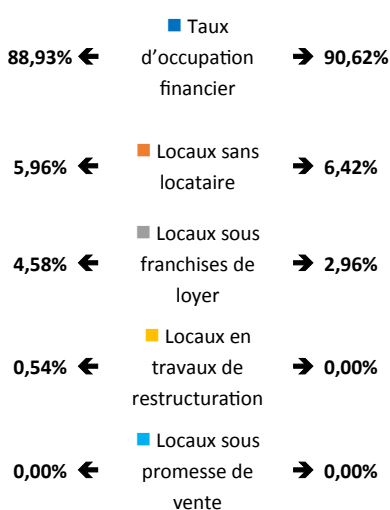 Taux
88,93% 🡸 d’occupation 🡺 90,62%
financier
Locaux sans
5,96% 🡸 🡺 6,42%
locataire
Locaux sous
4,58% 🡸 franchises de 🡺 2,96%
loyer
Locaux en
0,54% 🡸 travaux de 🡺 0,00%
restructuration
Locaux sous
0,00% 🡸 promesse de 🡺 0,00%
vente